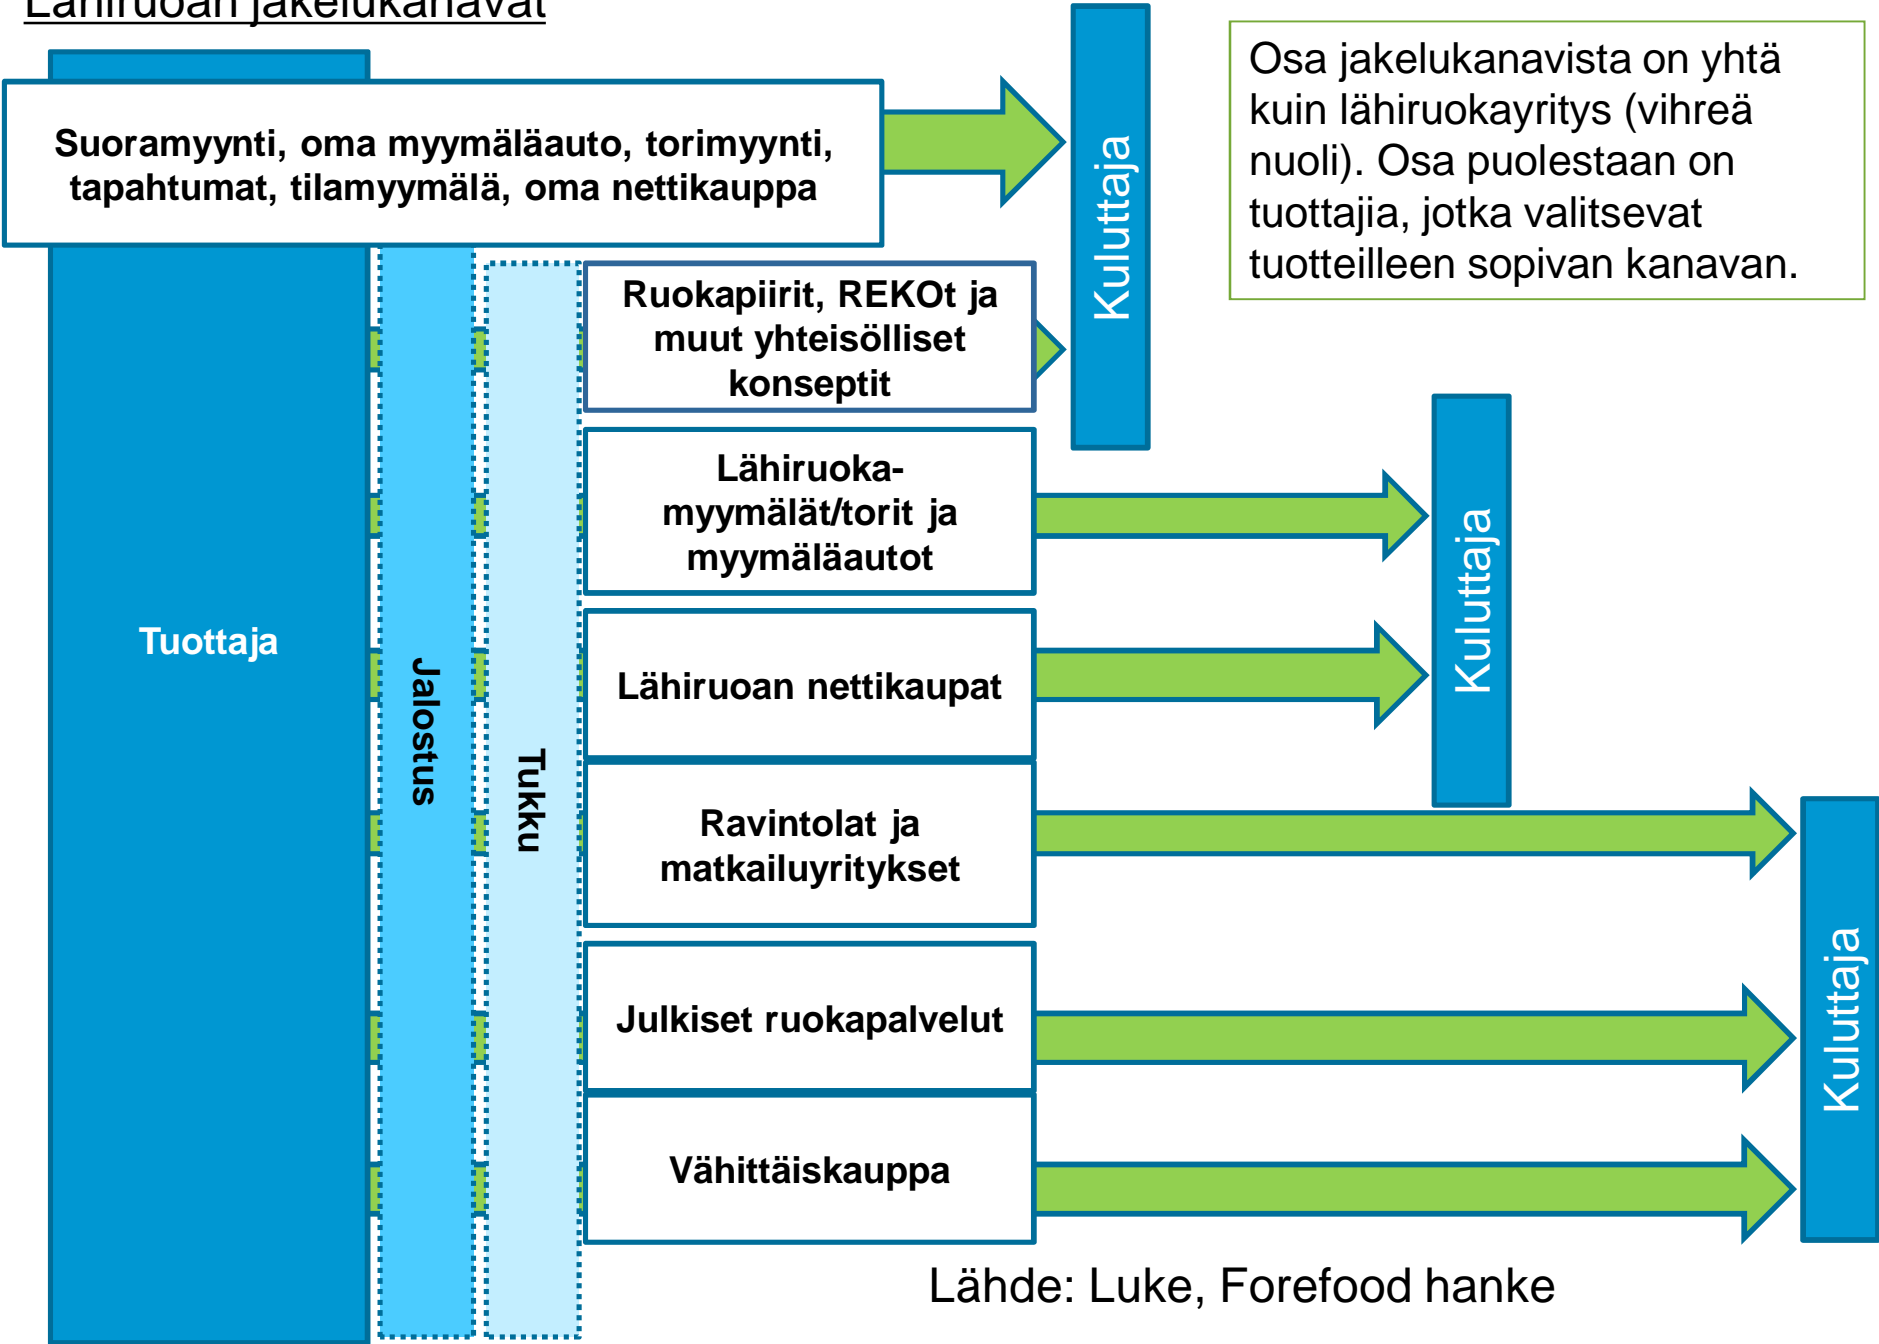 Lähiruoan jakelukanavat
Suoramyynti, oma myymäläauto, torimyynti,
tapahtumat, tilamyymälä, oma nettikauppa
Kuluttaja
Osa jakelukanavista on yhtä
kuin lähiruokayritys (vihreä
nuoli). Osa puolestaan on
tuottajia, jotka valitsevat
tuotteilleen sopivan kanavan.
Tuottaja
Jalostus
Tukku
Ruokapiirit, REKOt ja
muut yhteisölliset
konseptit
Lähiruoka-
myymälät/torit ja
myymäläautot
Lähiruoan nettikaupat
Kuluttaja
Ravintolat ja
matkailuyritykset
Julkiset ruokapalvelut
Vähittäiskauppa
Kuluttaja
Lähde: Luke, Forefood hanke